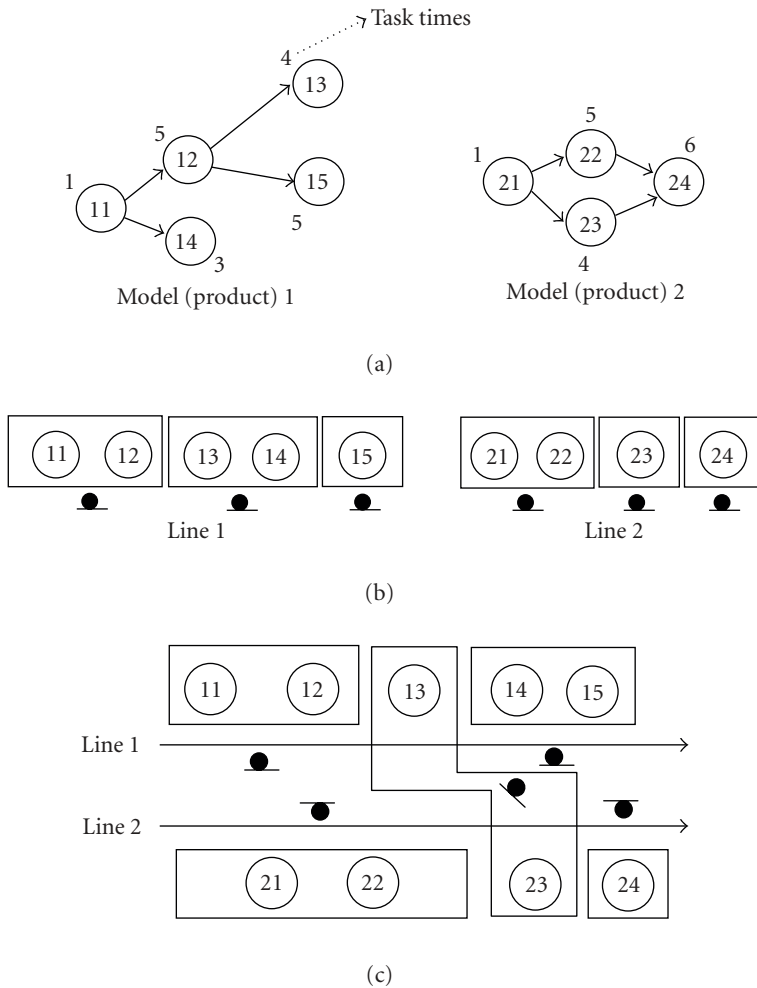 Task times
4
13
5
12
1
11
15
5
14
3
Model (product) 1
5
22
1
21
6
24
23
4
Model (product) 2
(a)
11 12 13 14 15
Line 1
21 22 23 24
Line 2
(b)
11 12 13 14 15
Line 1
Line 2
21 22 23 24
(c)